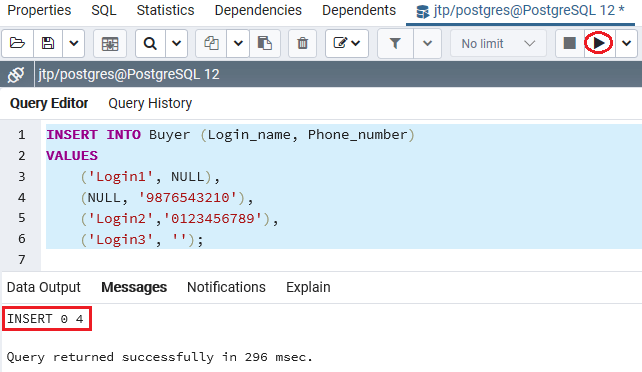 Properties SQL Statistics Dependencies Dependents jtp/postgres@PostgreSQL 12 *
No limit
jtp/postgres@PostgreSQL 12
Query Editor Query History
1 INSERT INTO Buyer (Login_name, Phone_number)
2 VALUES
3 ('Login1', NULL),
4 (NULL, '9876543210'),
5 ('Login2','0123456789'),
6 ('Login3', '');
7
Data Output Messages Notifications Explain
INSERT 0 4
Query returned successfully in 296 msec.